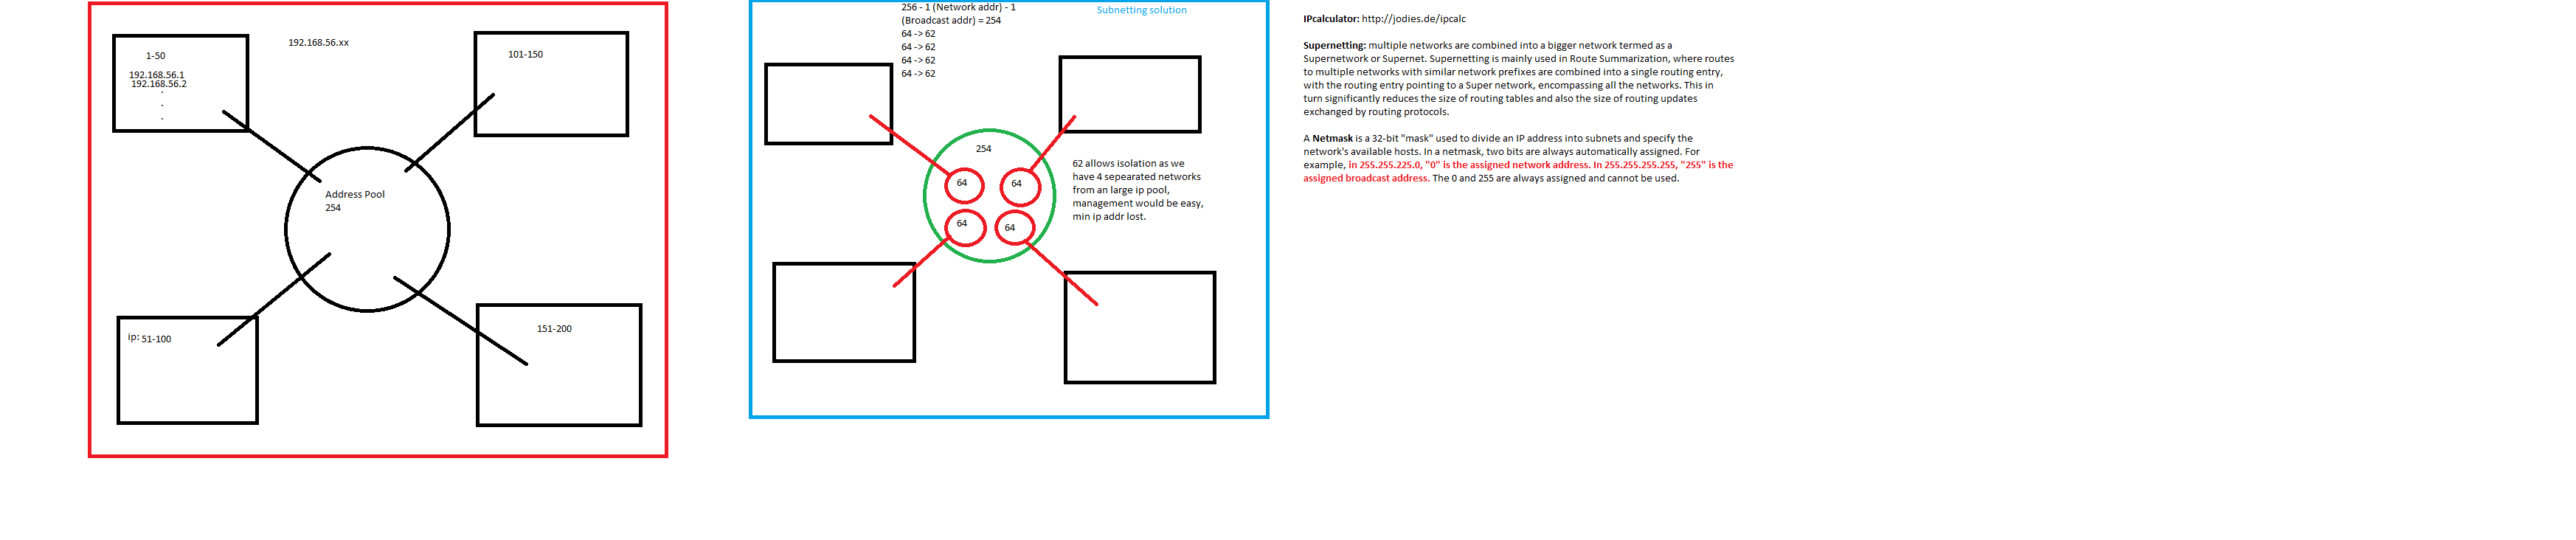 192.168.56.xx
1-50
192.168.56.1
192.168.56.2
.
.
.
101-150
Address Pool
254
ip: 51-100
151-200
256 - 1 (Network addr) - 1
(Broadcast addr) = 254
64 -> 62
64 -> 62
64 -> 62
64 -> 62
Subnetting solution
254
64
64
64
64
62 allows isolation as we
have 4 sepearated networks
from an large ip pool,
management would be easy,
min ip addr lost.
IPcalculator: http://jodies.de/ipcalc
Supernetting: multiple networks are combined into a bigger network termed as a
Supernetwork or Supernet. Supernetting is mainly used in Route Summarization, where routes
to multiple networks with similar network prefixes are combined into a single routing entry,
with the routing entry pointing to a Super network, encompassing all the networks. This in
turn significantly reduces the size of routing tables and also the size of routing updates
exchanged by routing protocols.
A Netmask is a 32-bit "mask" used to divide an IP address into subnets and specify the
network's available hosts. In a netmask, two bits are always automatically assigned. For
example, in 255.255.225.0, "0" is the assigned network address. In 255.255.255.255, "255" is the
assigned broadcast address. The 0 and 255 are always assigned and cannot be used.